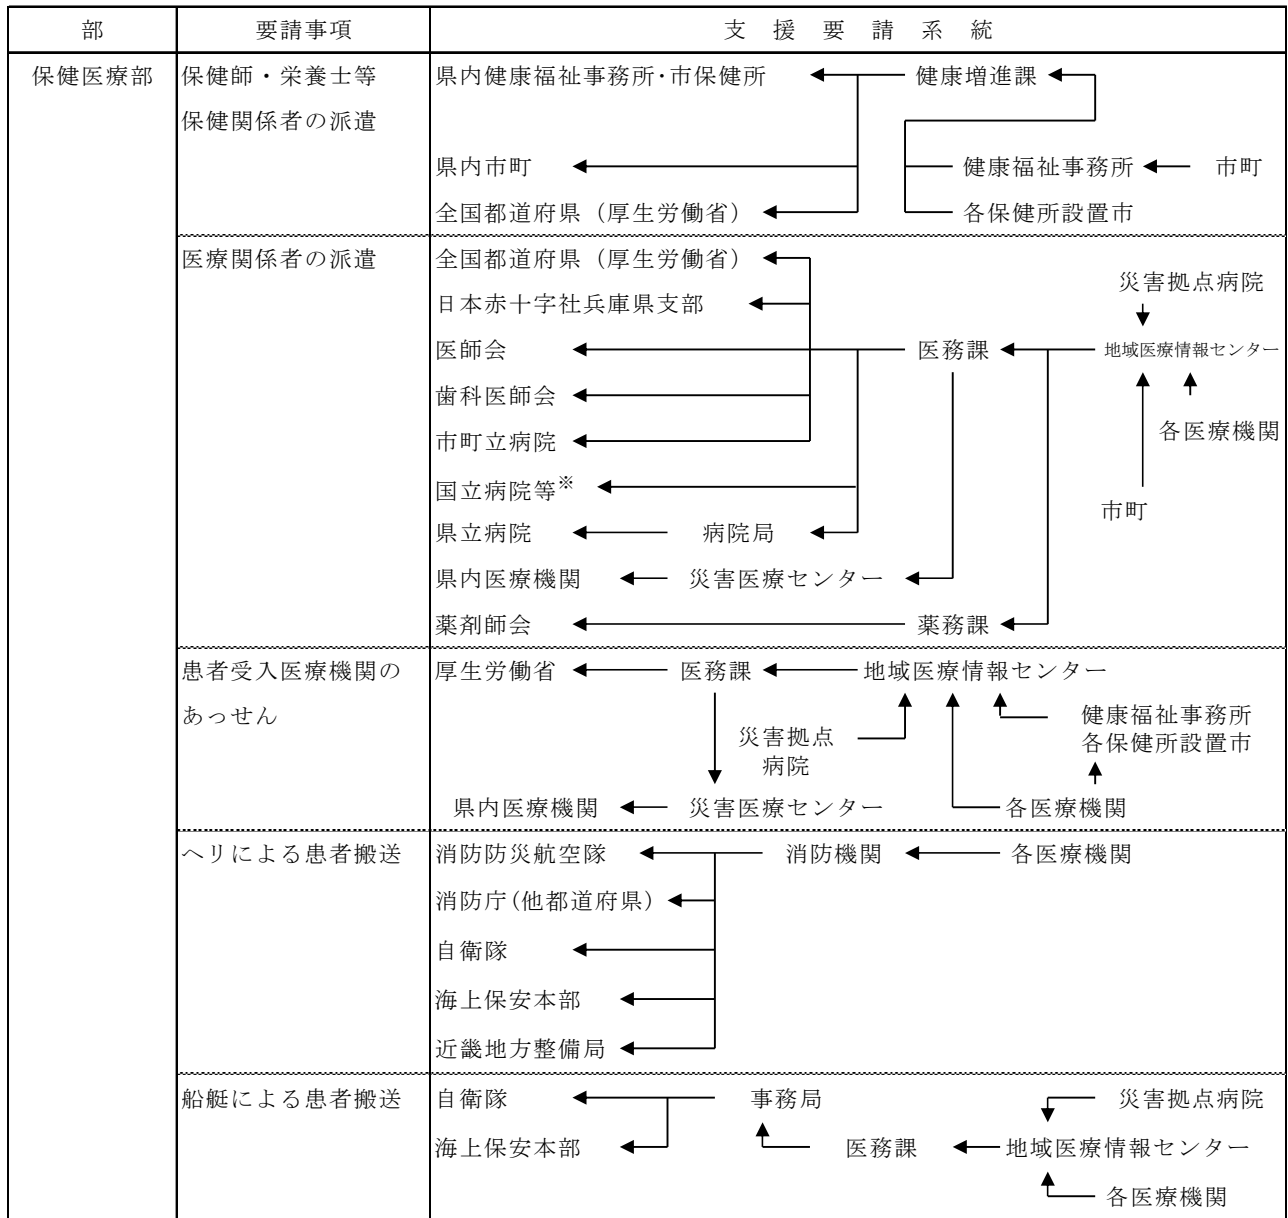 部 要請事項 支援要請系統
保健医療部 保健師・栄養士等 県内健康福祉事務所・市保健所 健康増進課
保健関係者の派遣
県内市町 健康福祉事務所 市町
全国都道府県（厚生労働省） 各保健所設置市
医療関係者の派遣 全国都道府県（厚生労働省）
災害拠点病院
日本赤十字社兵庫県支部
医師会 医務課 地域医療情報センター
歯科医師会
各医療機関
市町立病院
国立病院等※
市町
県立病院 病院局
県内医療機関 災害医療センター
薬剤師会 薬務課
患者受入医療機関の 厚生労働省 医務課 地域医療情報センター
あっせん 健康福祉事務所
災害拠点 各保健所設置市
病院
県内医療機関 災害医療センター 各医療機関
ヘリによる患者搬送 消防防災航空隊 消防機関 各医療機関
消防庁(他都道府県)
自衛隊
海上保安本部
近畿地方整備局
船艇による患者搬送 自衛隊 事務局 災害拠点病院
海上保安本部 医務課 地域医療情報センター
各医療機関